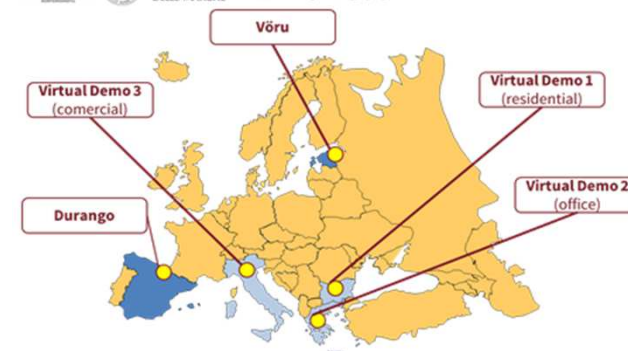 Võru
Virtual Demo 3
(comercial)
Virtual Demo 1
(residential)
Virtual Demo 2
(office)
Durango